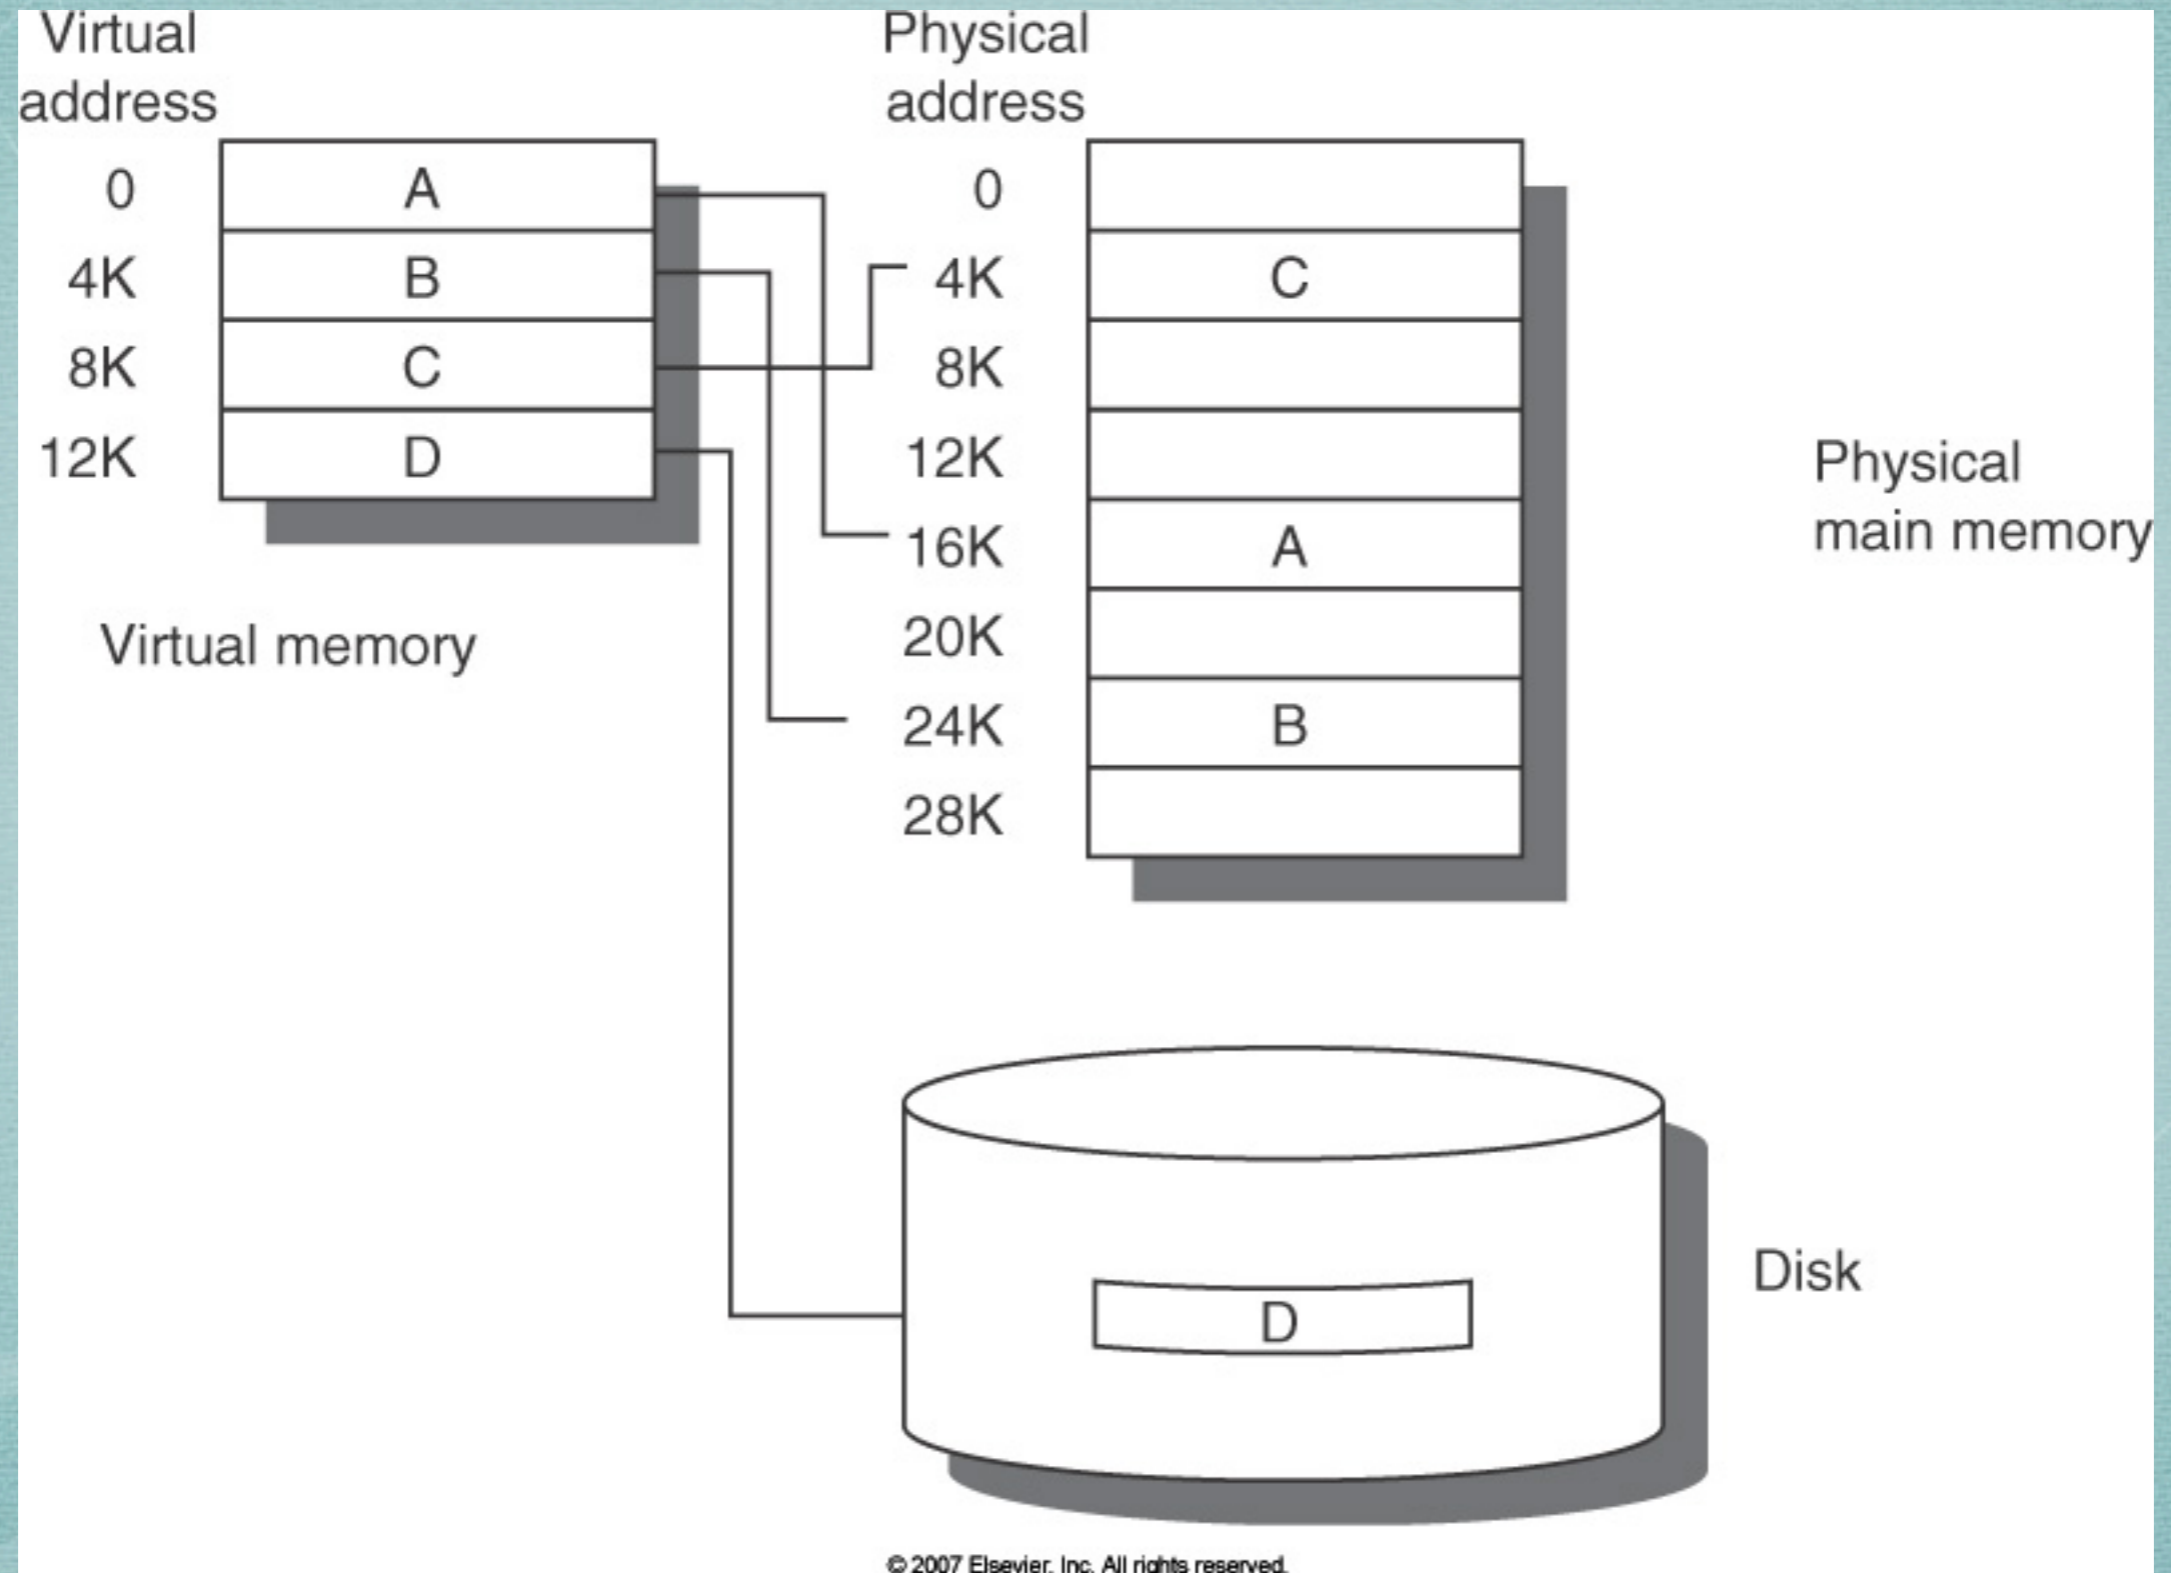 Virtual
address
0
A
4K
B
8K
C
12K
D
Virtual memory
Physical
address
0
4K
C
8K
12K
16K
A
20K
24K
B
28K
Physical
main memory
D
Disk
© 2007 Elsevier, Inc. All rights reserved.